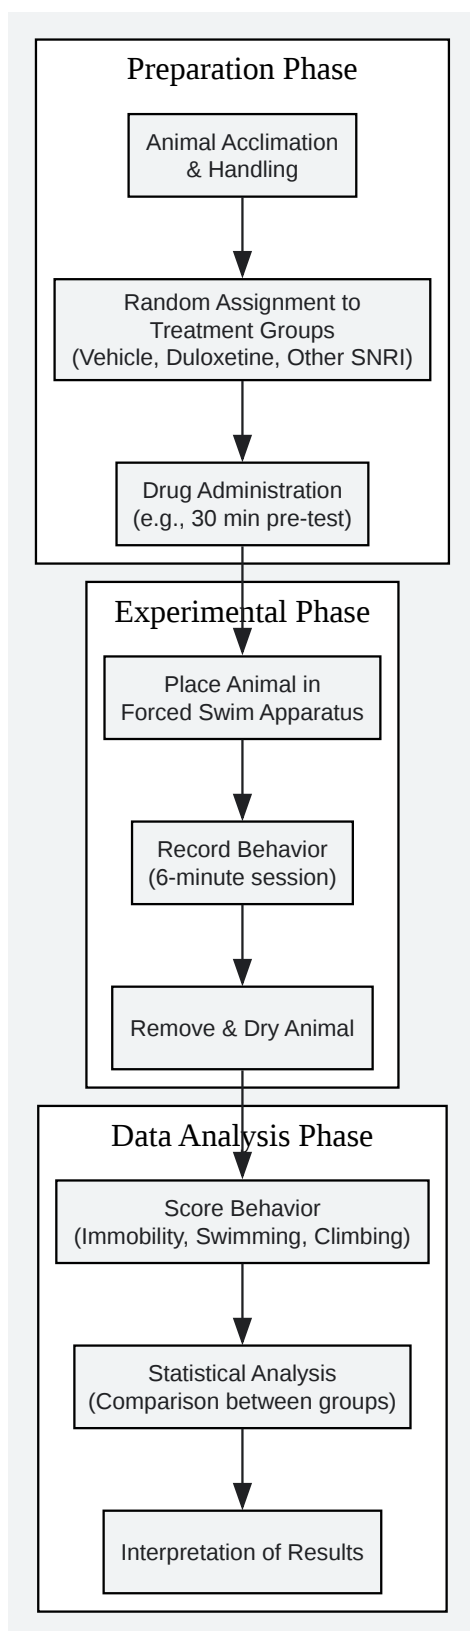 Preparation Phase
Animal Acclimation
& Handling
Random Assignment to
Treatment Groups
(Vehicle, Duloxetine, Other SNRI)
Drug Administration
(e.g., 30 min pre-test)
Experimental Phase
Place Animal in
Forced Swim Apparatus
Record Behavior
(6-minute session)
Remove & Dry Animal
Data Analysis Phase
Score Behavior
(Immobility, Swimming, Climbing)
Statistical Analysis
(Comparison between groups)
Interpretation of Results